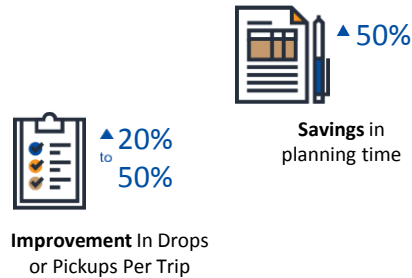 ▲ 50%
Savings in
planning time
▲ 20%
to
50%
Improvement In Drops
or Pickups Per Trip